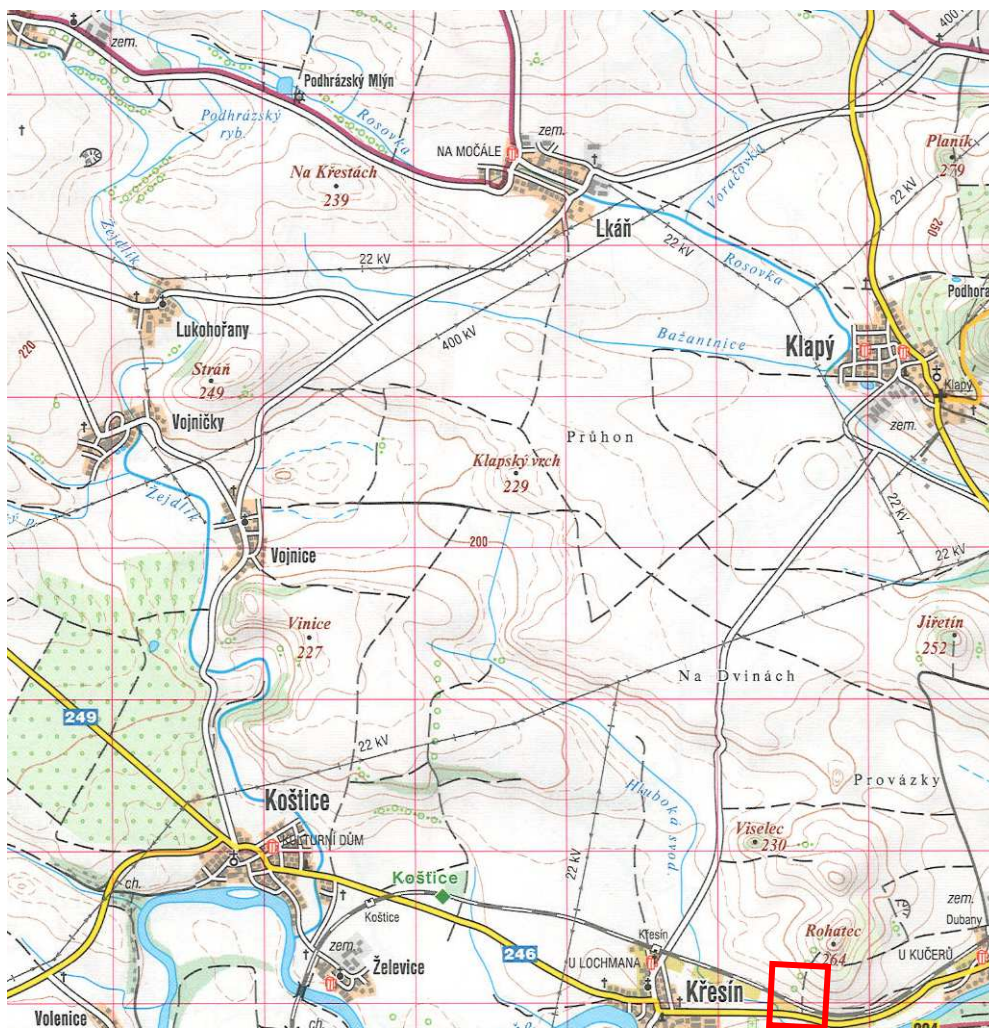 zem.
400 kV
Podhrázský Mlýn
Podhrázský
ryb.
Rosovka
NA MOČÁLE
zem.
Planík
279
Na Křestách
239
Voračovka
22 kV
Lkáň
260
Žejdlík
22 kV
22 kV
Rosovka
Podhora
Lukohořany
400 kV
Bažantnice
Klapý
220
Stráň
249
Klapý
Vojničky
zem.
Průhon
Klapský vrch
229
22 kV
Žejdlík
ý p.
200
Vojnice
22 kV
Vinice
227
Jiřetín
252
Na Dvinách
249
22 kV
Provázky
Hluboká svod.
Koštice
KULTURNÍ DŮM
Viselec
230
22 kV
ch.
Koštice
Koštice
zem.
Dubany
Křesín
Rohatec
264
246
U LOCHMANA
U KUČERŮ
zem.
Želevice
Křesín
Volenice
ch.